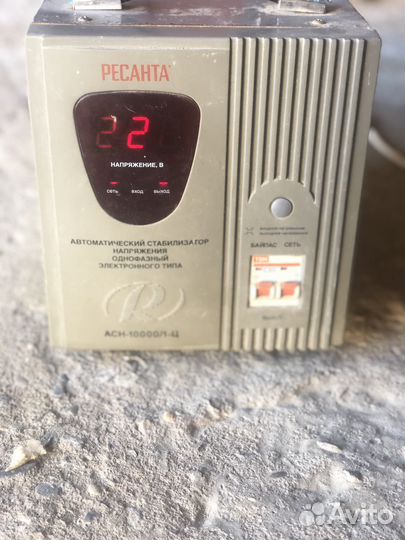 РЕСАНТА
22
НАПРЯЖЕНИЕ, В
СЕТЬ ВХОД ВЫХОД
АВТОМАТИЧЕСКИЙ СТАБИЛИЗАТОР
НАПРЯЖЕНИЯ
ОДНОФАЗНЫЙ
ЭЛЕКТРОННОГО ТИПА
АСН-10000/1-Ц
БАЙПАС СЕТЬ
Avito